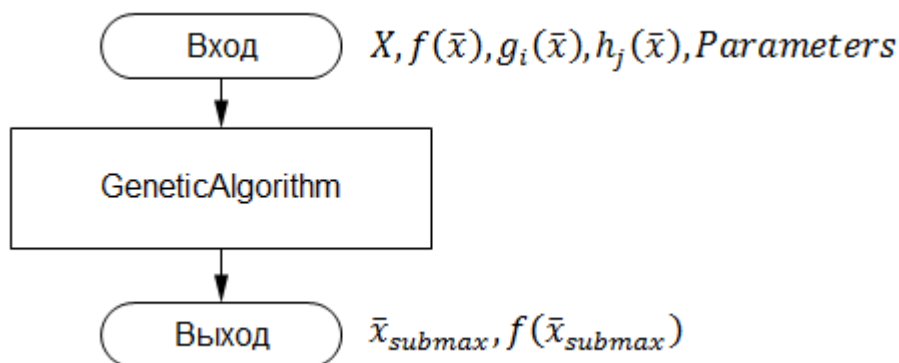 Вход X, f(x̄), g_i(x̄), h_j(x̄), Parameters
GeneticAlgorithm
Выход x̄_submax, f(x̄_submax)